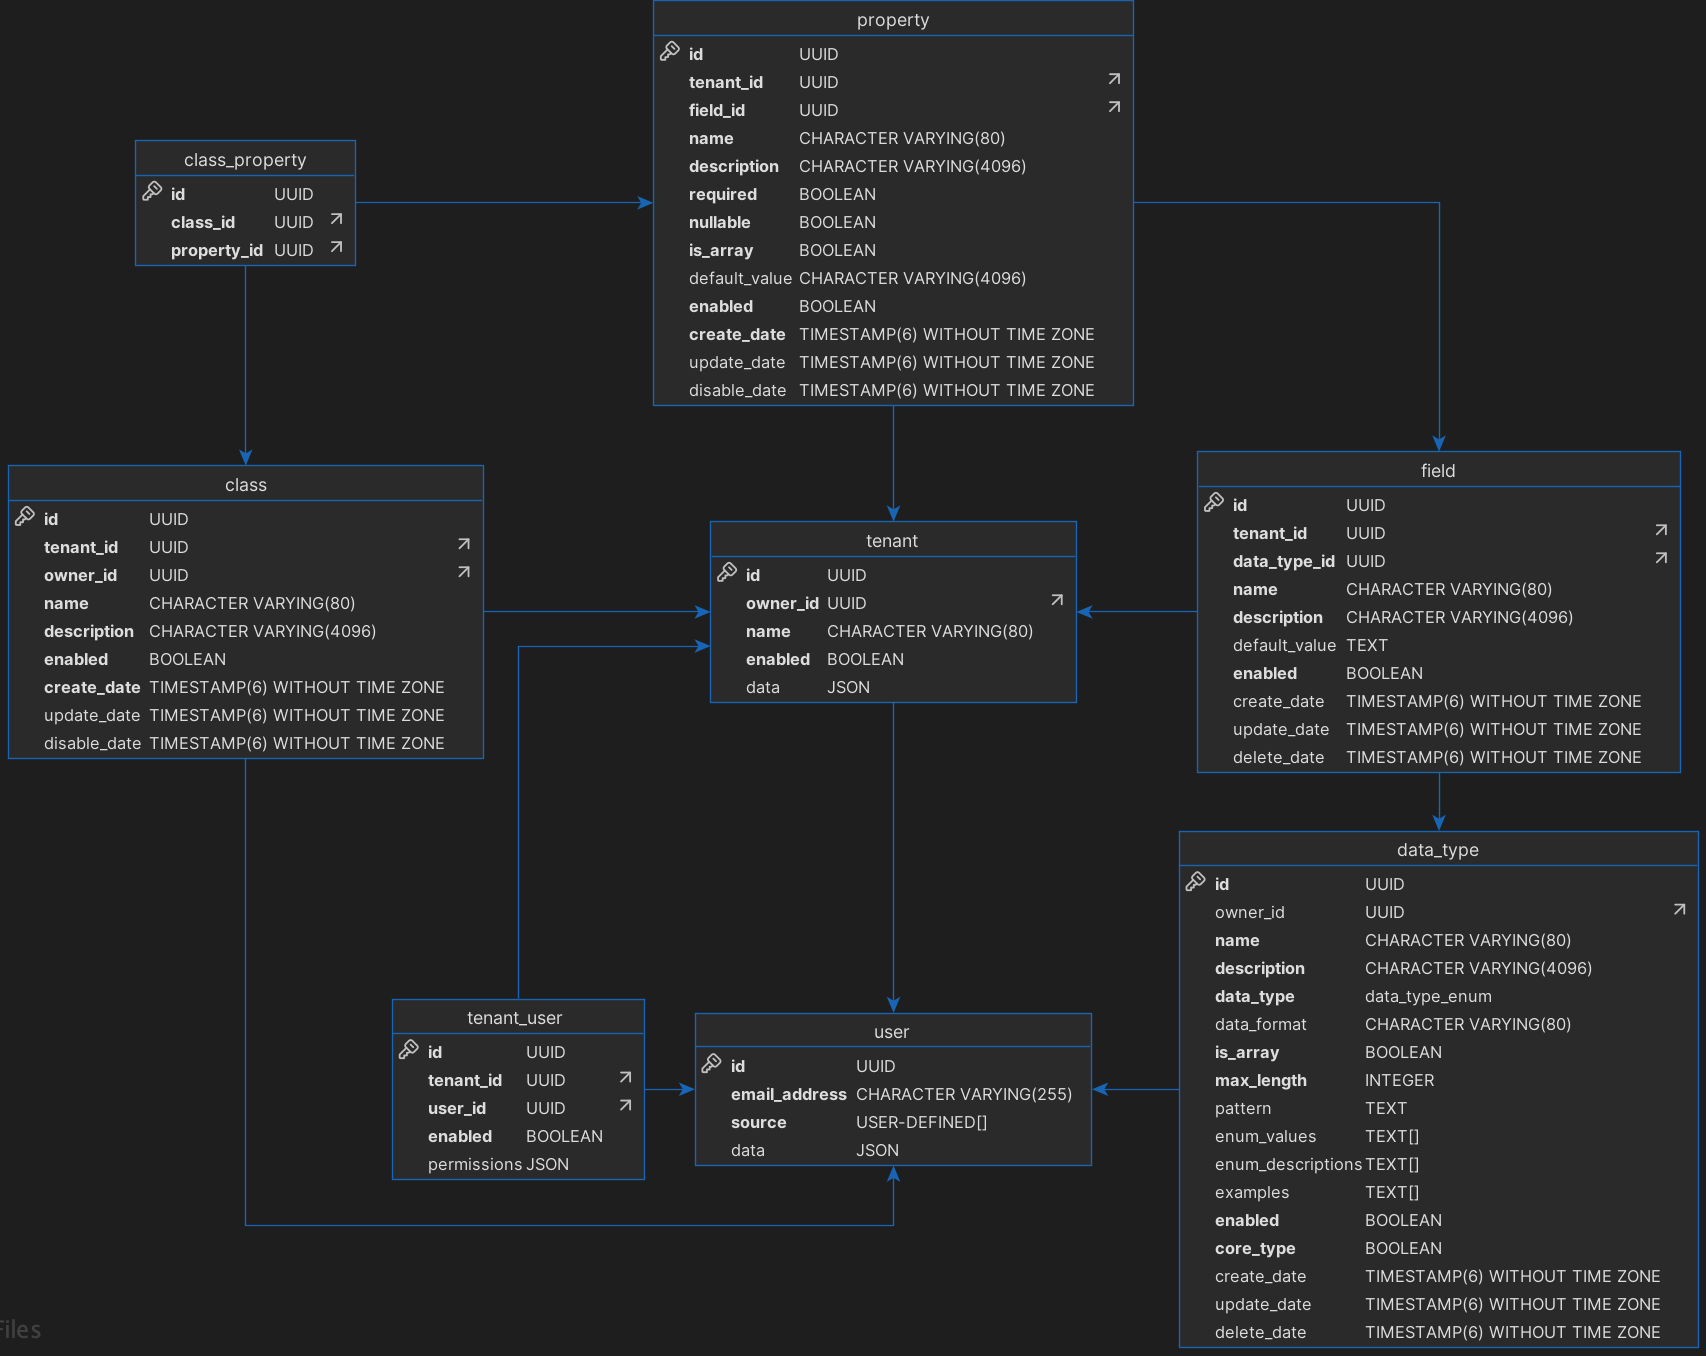 property
id UUID
tenant_id UUID
field_id UUID
name CHARACTER VARYING(80)
description CHARACTER VARYING(4096)
required BOOLEAN
nullable BOOLEAN
is_array BOOLEAN
default_value CHARACTER VARYING(4096)
enabled BOOLEAN
create_date TIMESTAMP(6) WITHOUT TIME ZONE
update_date TIMESTAMP(6) WITHOUT TIME ZONE
disable_date TIMESTAMP(6) WITHOUT TIME ZONE
class_property
id UUID
class_id UUID
property_id UUID
class
id UUID
tenant_id UUID
owner_id UUID
name CHARACTER VARYING(80)
description CHARACTER VARYING(4096)
enabled BOOLEAN
create_date TIMESTAMP(6) WITHOUT TIME ZONE
update_date TIMESTAMP(6) WITHOUT TIME ZONE
disable_date TIMESTAMP(6) WITHOUT TIME ZONE
tenant
id UUID
owner_id UUID
name CHARACTER VARYING(80)
enabled BOOLEAN
data JSON
field
id UUID
tenant_id UUID
data_type_id UUID
name CHARACTER VARYING(80)
description CHARACTER VARYING(4096)
default_value TEXT
enabled BOOLEAN
create_date TIMESTAMP(6) WITHOUT TIME ZONE
update_date TIMESTAMP(6) WITHOUT TIME ZONE
delete_date TIMESTAMP(6) WITHOUT TIME ZONE
tenant_user
id UUID
tenant_id UUID
user_id UUID
enabled BOOLEAN
permissions JSON
user
id UUID
email_address CHARACTER VARYING(255)
source USER-DEFINED[]
data JSON
data_type
id UUID
owner_id UUID
name CHARACTER VARYING(80)
description CHARACTER VARYING(4096)
data_type data_type_enum
data_format CHARACTER VARYING(80)
is_array BOOLEAN
max_length INTEGER
pattern TEXT
enum_values TEXT[]
enum_descriptions TEXT[]
examples TEXT[]
enabled BOOLEAN
core_type BOOLEAN
create_date TIMESTAMP(6) WITHOUT TIME ZONE
update_date TIMESTAMP(6) WITHOUT TIME ZONE
delete_date TIMESTAMP(6) WITHOUT TIME ZONE
Files